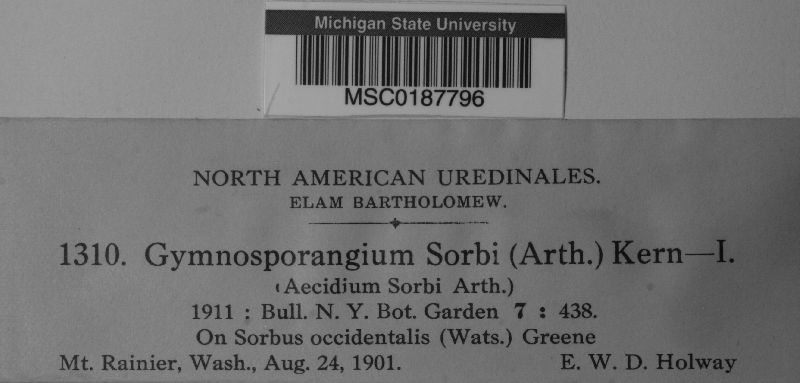 Michigan State University
MSC0187796
NORTH AMERICAN UREDINALES.
ELAM BARTHOLOMEW.
1310. Gymnosporangium Sorbi (Arth.) Kern—I.
(Aecidium Sorbi Arth.)
1911 : Bull. N. Y. Bot. Garden 7 : 438.
On Sorbus occidentalis (Wats.) Greene
Mt. Rainier, Wash., Aug. 24, 1901. E. W. D. Holway